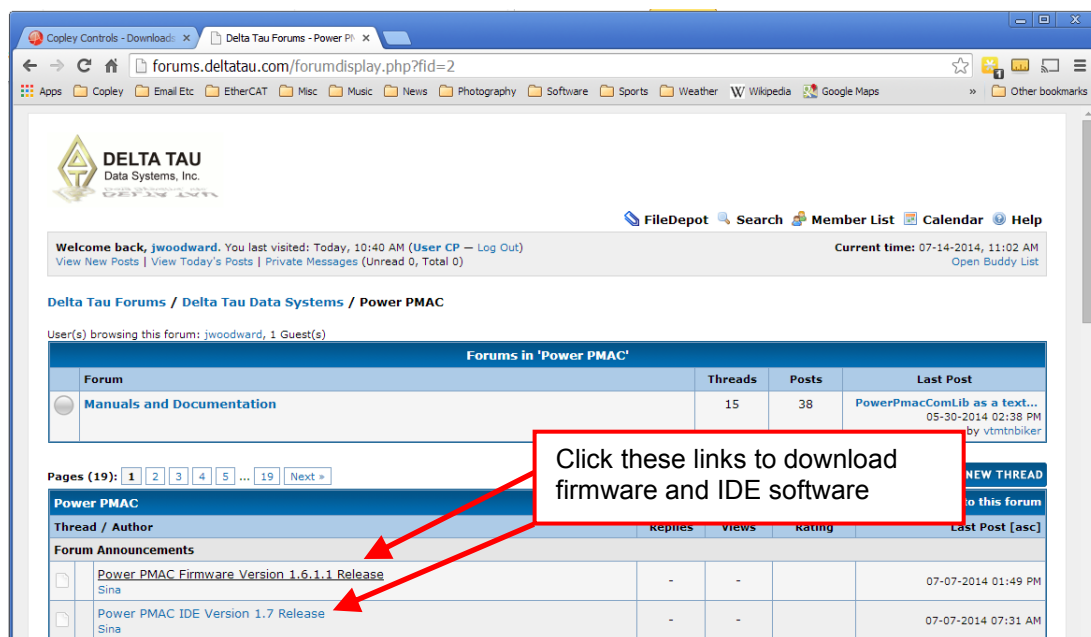 Copley Controls - Downloads
Delta Tau Forums - Power P
forums.deltatau.com/forumdisplay.php?fid=2
Apps Copley Email Etc EtherCAT Misc Music News Photography Software Sports Weather W Wikipedia Google Maps » Other bookmarks
DELTA TAU
Data Systems, Inc.
FileDepot Search Member List Calendar Help
Welcome back, jwoodward. You last visited: Today, 10:40 AM (User CP — Log Out)
Current time: 07-14-2014, 11:02 AM
View New Posts | View Today's Posts | Private Messages (Unread 0, Total 0)
Open Buddy List
Delta Tau Forums / Delta Tau Data Systems / Power PMAC
User(s) browsing this forum: jwoodward, 1 Guest(s)
Forums in 'Power PMAC'
Forum Threads Posts Last Post
Manuals and Documentation 15 38 PowerPmacComLib as a text...
05-30-2014 02:38 PM
by vtmtnbiker
Click these links to download
firmware and IDE software
Pages (19): 1 2 3 4 5 ... 19 Next »
NEW THREAD
Power PMAC
to this forum
Thread / Author Replies Views Rating Last Post [asc]
Forum Announcements
Power PMAC Firmware Version 1.6.1.1 Release
Sina
- - 07-07-2014 01:49 PM
Power PMAC IDE Version 1.7 Release
Sina
- - 07-07-2014 07:31 AM